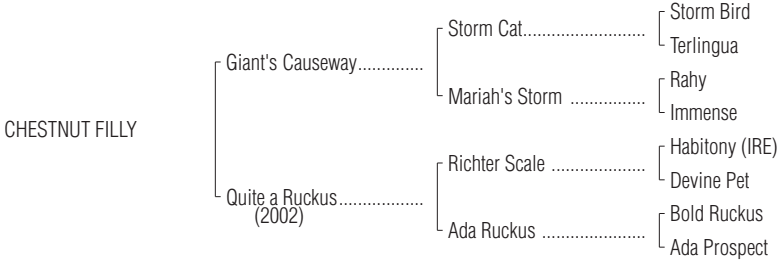 Storm Bird
Storm Cat.........................
Terlingua
Giant's Causeway..............
Rahy
Mariah's Storm ................
Immense
CHESTNUT FILLY
Habitony (IRE)
Richter Scale ....................
Devine Pet
Quite a Ruckus..................
(2002)
Bold Ruckus
Ada Ruckus ......................
Ada Prospect